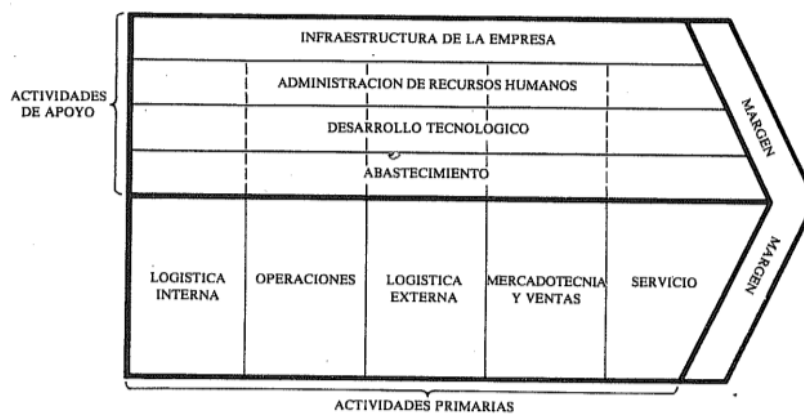 INFRAESTRUCTURA DE LA EMPRESA
ADMINISTRACION DE RECURSOS HUMANOS
ACTIVIDADES
DE APOYO
DESARROLLO TECNOLOGICO
ABASTECIMIENTO
MARGEN
LOGISTICA
INTERNA
OPERACIONES
LOGISTICA
EXTERNA
MERCADOTECNIA
Y VENTAS
SERVICIO
MARGEN
ACTIVIDADES PRIMARIAS